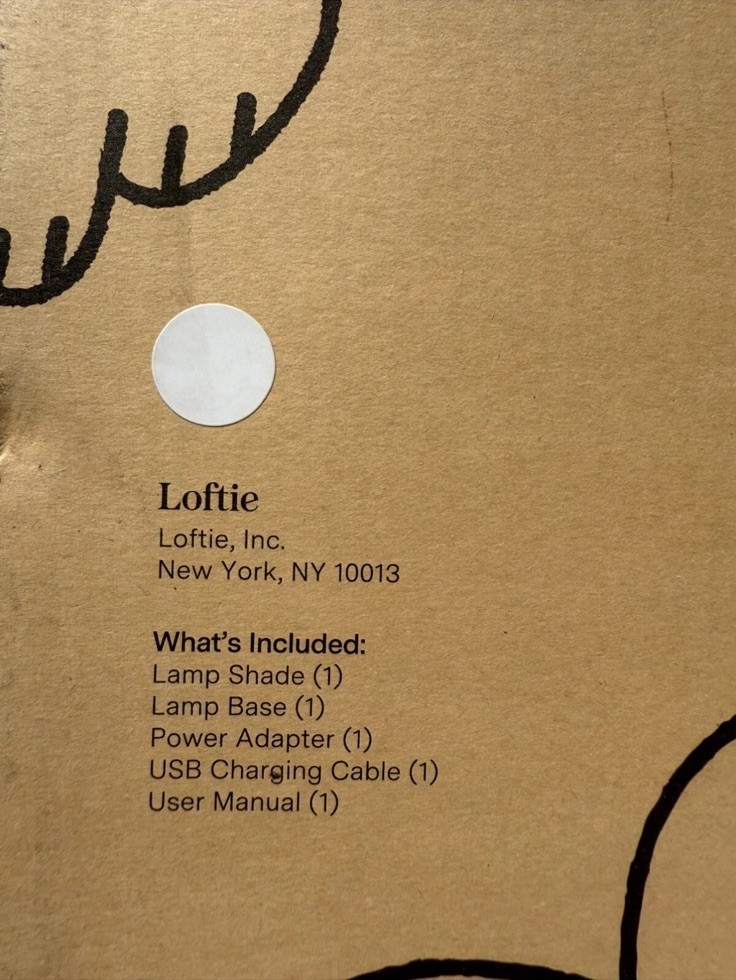 Loftie
Loftie, Inc.
New York, NY 10013
What's Included:
Lamp Shade (1)
Lamp Base (1)
Power Adapter (1)
USB Charging Cable (1)
User Manual (1)